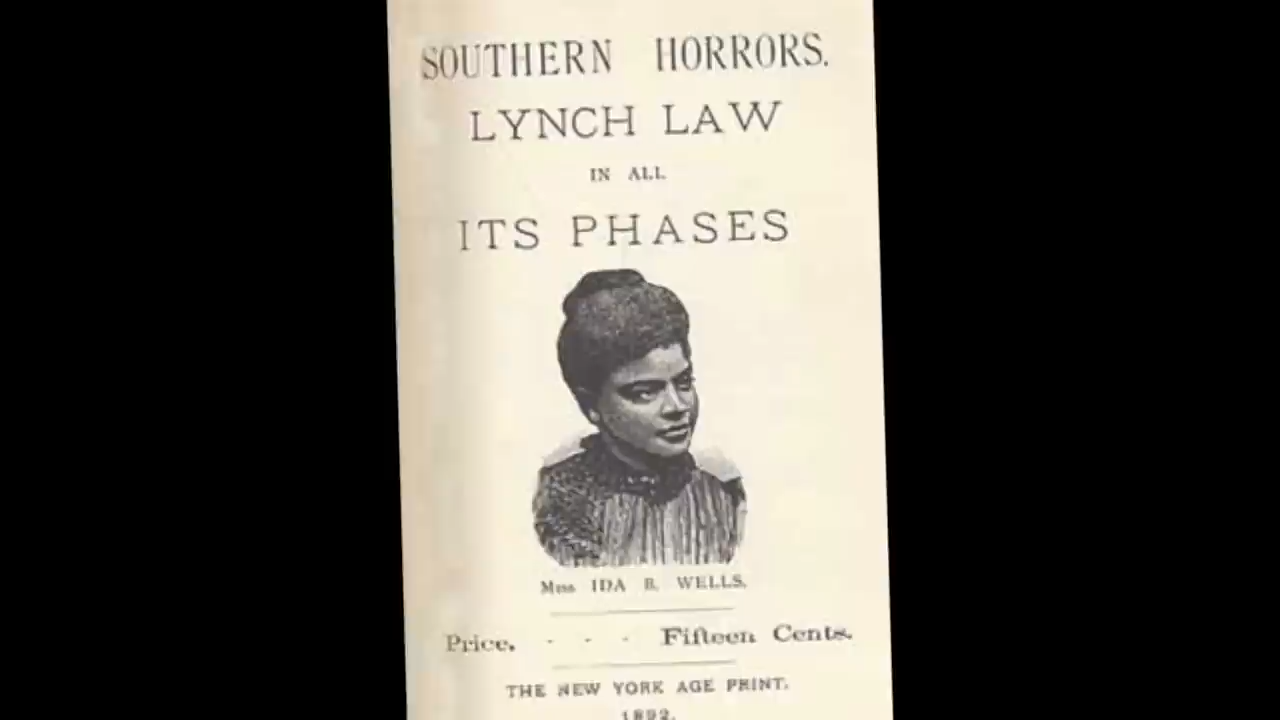 SOUTHERN HORRORS.
LYNCH LAW
IN ALL
ITS PHASES
Miss IDA B. WELLS.
Price. - - - Fifteen Cents.
THE NEW YORK AGE PRINT.
1892.